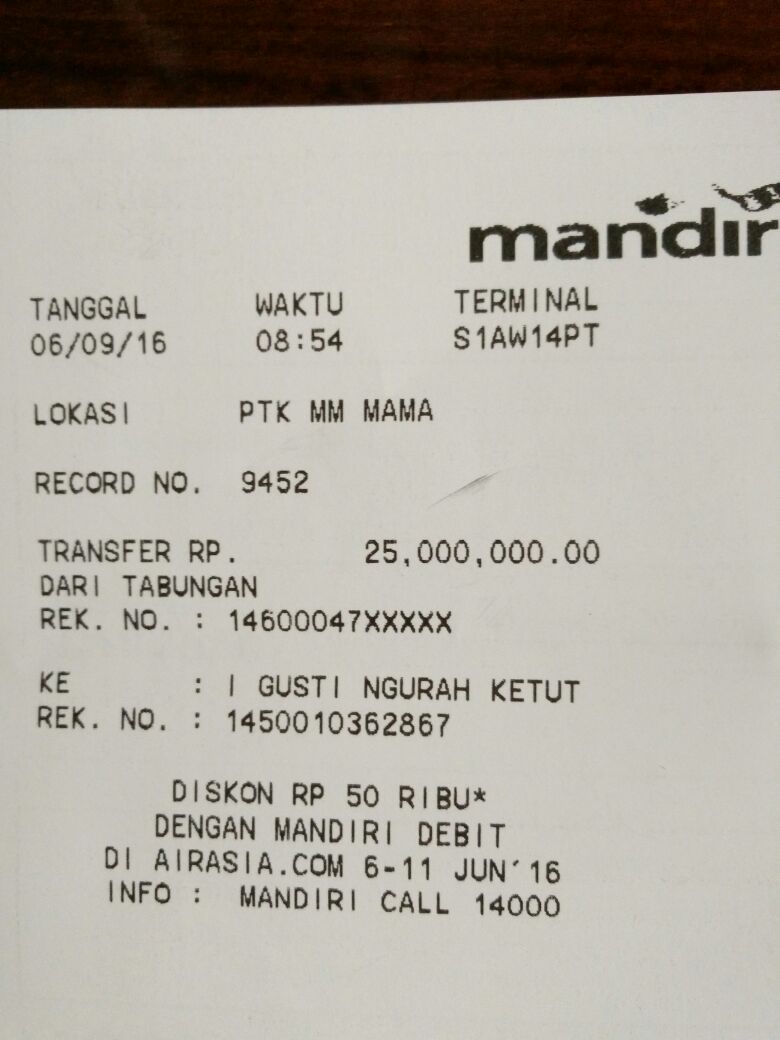 mandiri
TANGGAL WAKTU TERMINAL
06/09/16 08:54 S1AW14PT
LOKASI PTK MM MAMA
RECORD NO. 9452
TRANSFER RP. 25,000,000.00
DARI TABUNGAN
REK. NO. : 14600047XXXXX
KE : I GUSTI NGURAH KETUT
REK. NO. : 1450010362867
DISKON RP 50 RIBU*
DENGAN MANDIRI DEBIT
DI AIRASIA.COM 6-11 JUN'16
INFO : MANDIRI CALL 14000